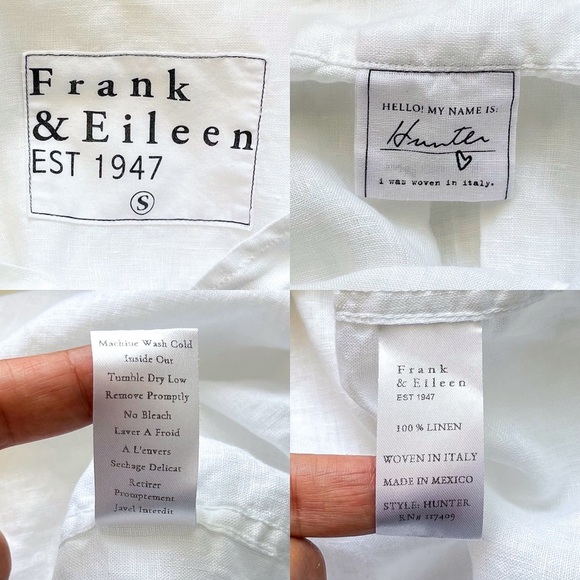 Frank
& Eileen
EST 1947
S
HELLO! MY NAME IS:
Hunter
i was woven in italy.
Machine Wash Cold
Inside Out
Tumble Dry Low
Remove Promptly
No Bleach
Laver A Froid
A L'envers
Sechage Delicat
Retirer
Promptement
Javel Interdit
Frank
& Eileen
EST 1947
100% LINEN
WOVEN IN ITALY
MADE IN MEXICO
STYLE: HUNTER
RN# 117409